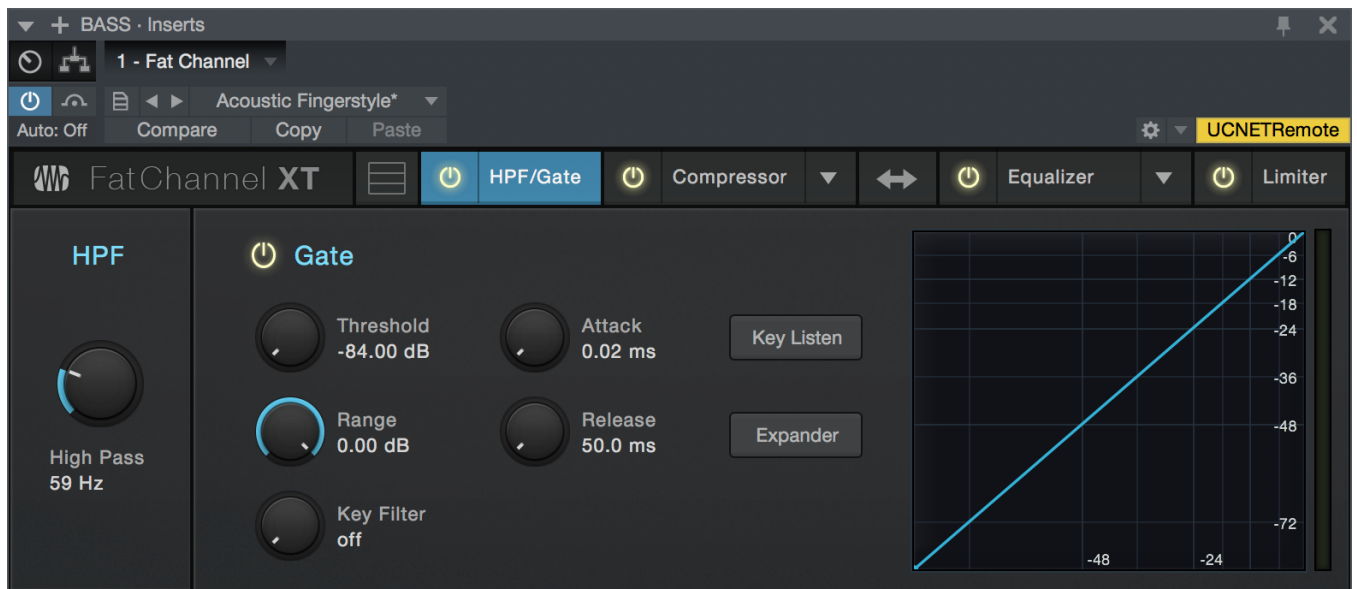 BASS · Inserts
1 - Fat Channel
Acoustic Fingerstyle*
Auto: Off Compare Copy Paste UCNETRemote
FatChannel XT HPF/Gate Compressor Equalizer Limiter
HPF Gate
Threshold
-84.00 dB
Attack
0.02 ms
Key Listen
Range
0.00 dB
Release
50.0 ms
Expander
High Pass
59 Hz
Key Filter
off
0
-6
-12
-18
-24
-36
-48
-72
-48 -24